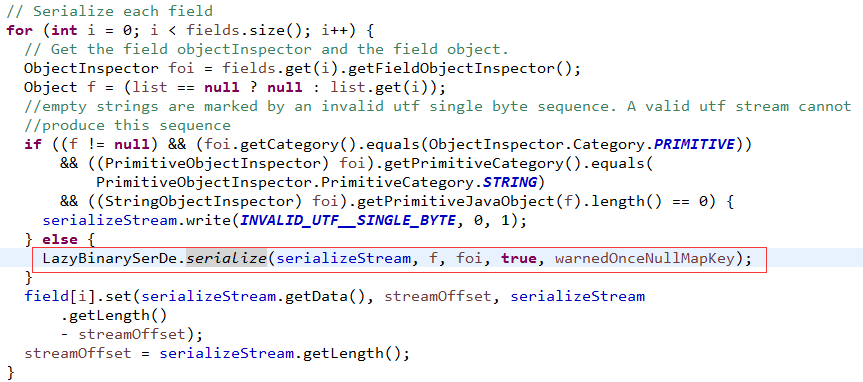 // Serialize each field
for (int i = 0; i < fields.size(); i++) {
// Get the field objectInspector and the field object.
ObjectInspector foi = fields.get(i).getFieldObjectInspector();
Object f = (list == null ? null : list.get(i));
//empty strings are marked by an invalid utf single byte sequence. A valid utf stream cannot
//produce this sequence
if ((f != null) && (foi.getCategory().equals(ObjectInspector.Category.PRIMITIVE))
&& ((PrimitiveObjectInspector) foi).getPrimitiveCategory().equals(
PrimitiveObjectInspector.PrimitiveCategory.STRING)
&& ((StringObjectInspector) foi).getPrimitiveJavaObject(f).length() == 0) {
serializeStream.write(INVALID_UTF__SINGLE_BYTE, 0, 1);
} else {
LazyBinarySerDe.serialize(serializeStream, f, foi, true, warnedOnceNullMapKey);
}
field[i].set(serializeStream.getData(), streamOffset, serializeStream
.getLength()
- streamOffset);
streamOffset = serializeStream.getLength();
}